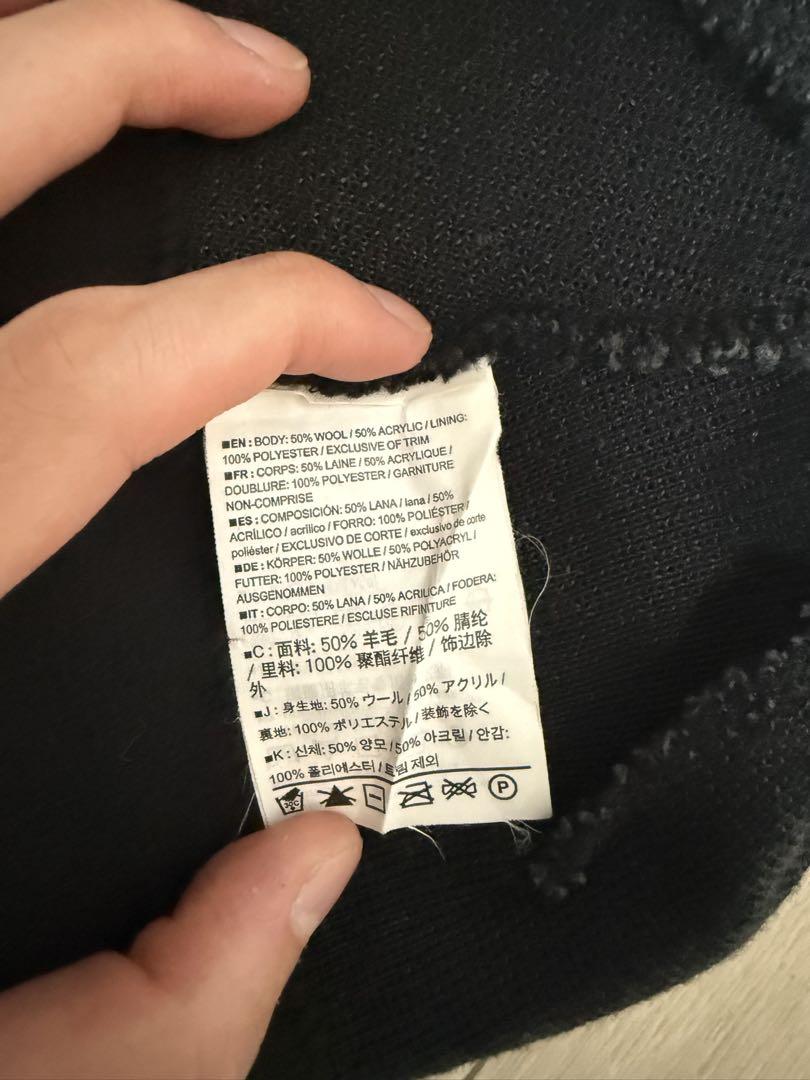 ■EN : BODY: 50% WOOL / 50% ACRYLIC / LINING:
100% POLYESTER / EXCLUSIVE OF TRIM
■FR : CORPS: 50% LAINE / 50% ACRYLIQUE /
DOUBLURE: 100% POLYESTER / GARNITURE
NON-COMPRISE
■ES : COMPOSICIÓN: 50% LANA / lana / 50%
ACRÍLICO / acrílico / FORRO: 100% POLIÉSTER /
poliéster / EXCLUSIVO DE CORTE / exclusivo de corte
■DE : KÖRPER: 50% WOLLE / 50% POLYACRYL /
FUTTER: 100% POLYESTER / NÄHZUBEHÖR
AUSGENOMMEN
■IT : CORPO: 50% LANA / 50% ACRILICA / FODERA:
100% POLIESTERE / ESCLUSE RIFINITURE
■C : 面料: 50% 羊毛 / 50% 腈纶
/ 里料: 100% 聚酯纤维 / 饰边除
外
■J : 身生地: 50% ウール / 50% アクリル /
裏地: 100% ポリエステル / 装飾を除く
■K : 신체: 50% 양모 / 50% 아크릴 / 안감:
100% 폴리에스터 / 트림 제외
30C P